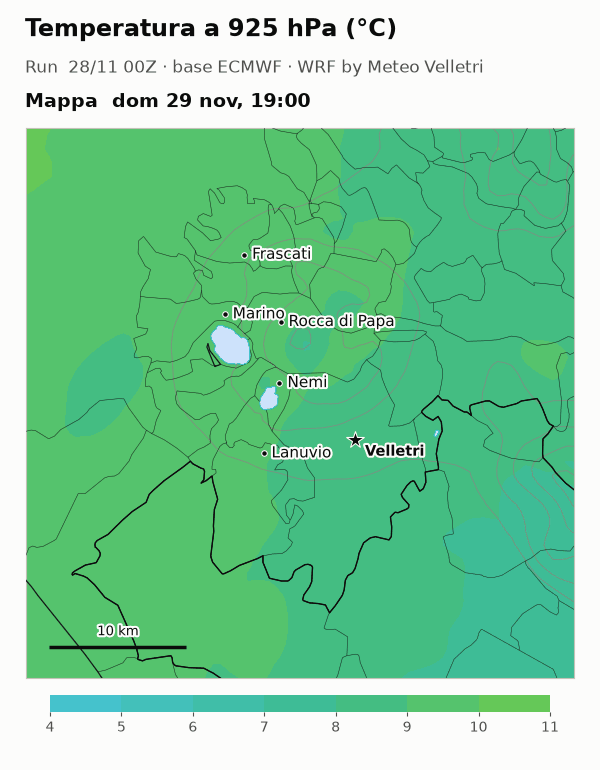 Temperatura a 925 hPa (°C)
Run  28/11 00Z · base ECMWF · WRF by Meteo Velletri
Mappa  dom 29 nov, 19:00
Frascati
Marino
Rocca di Papa
Nemi
Velletri
Lanuvio
10 km
4 5 6 7 8 9 10 11